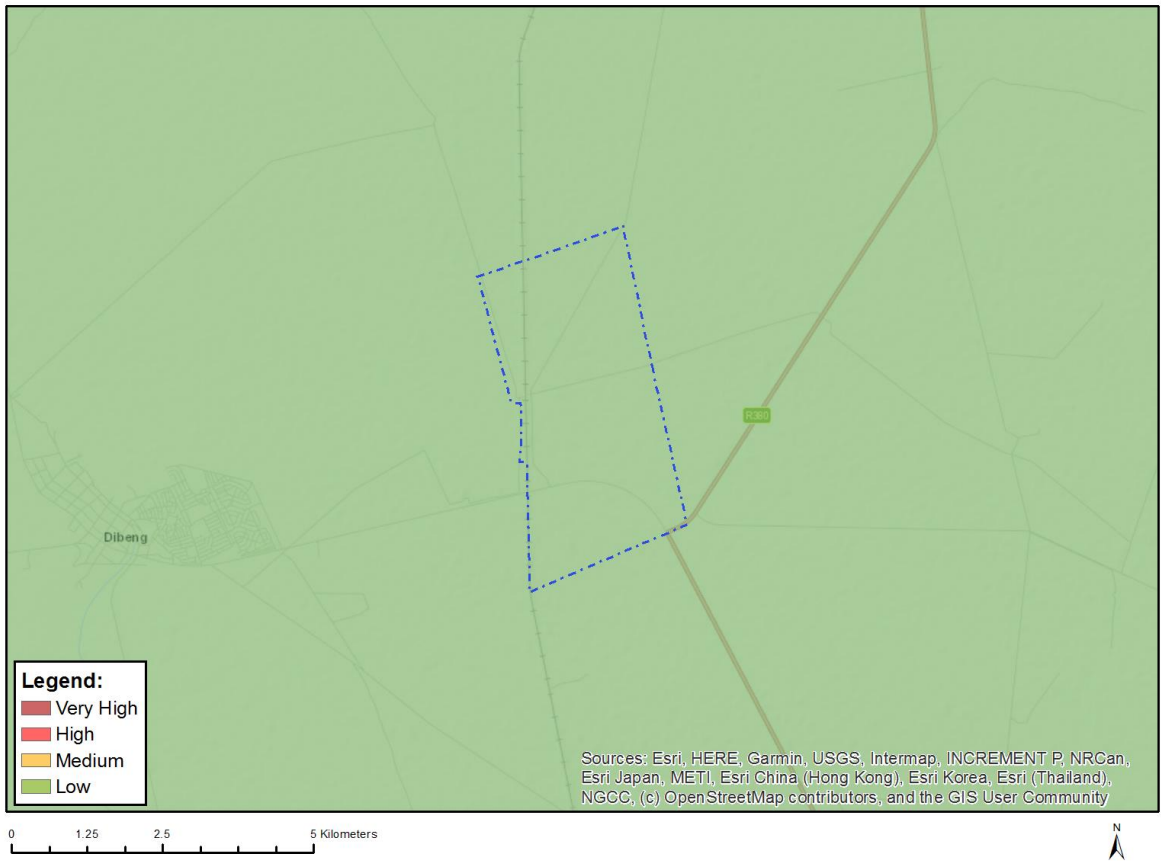 R380
Dibeng
Legend:
Very High
High
Medium
Low
Sources: Esri, HERE, Garmin, USGS, Intermap, INCREMENT P, NRCan,
Esri Japan, METI, Esri China (Hong Kong), Esri Korea, Esri (Thailand),
NGCC, (c) OpenStreetMap contributors, and the GIS User Community
0 1.25 2.5 5 Kilometers
N